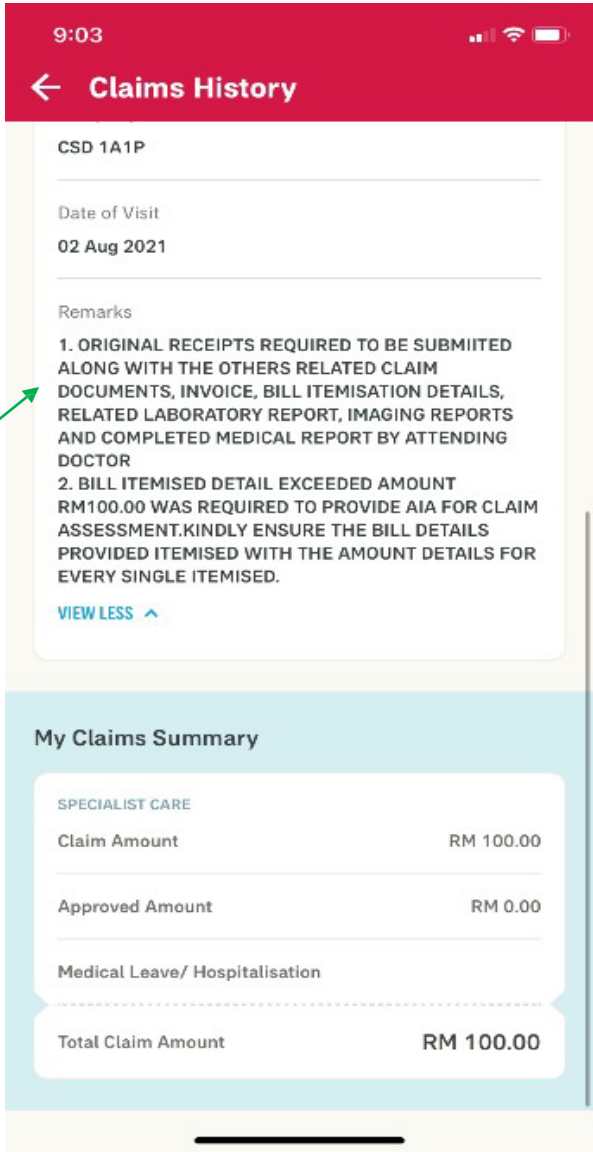 9:03
Claims History
CSD 1A1P
Date of Visit
02 Aug 2021
Remarks
1. ORIGINAL RECEIPTS REQUIRED TO BE SUBMIITED
ALONG WITH THE OTHERS RELATED CLAIM
DOCUMENTS, INVOICE, BILL ITEMISATION DETAILS,
RELATED LABORATORY REPORT, IMAGING REPORTS
AND COMPLETED MEDICAL REPORT BY ATTENDING
DOCTOR
2. BILL ITEMISED DETAIL EXCEEDED AMOUNT
RM100.00 WAS REQUIRED TO PROVIDE AIA FOR CLAIM
ASSESSMENT.KINDLY ENSURE THE BILL DETAILS
PROVIDED ITEMISED WITH THE AMOUNT DETAILS FOR
EVERY SINGLE ITEMISED.
VIEW LESS
My Claims Summary
SPECIALIST CARE
Claim Amount RM 100.00
Approved Amount RM 0.00
Medical Leave/ Hospitalisation
Total Claim Amount RM 100.00